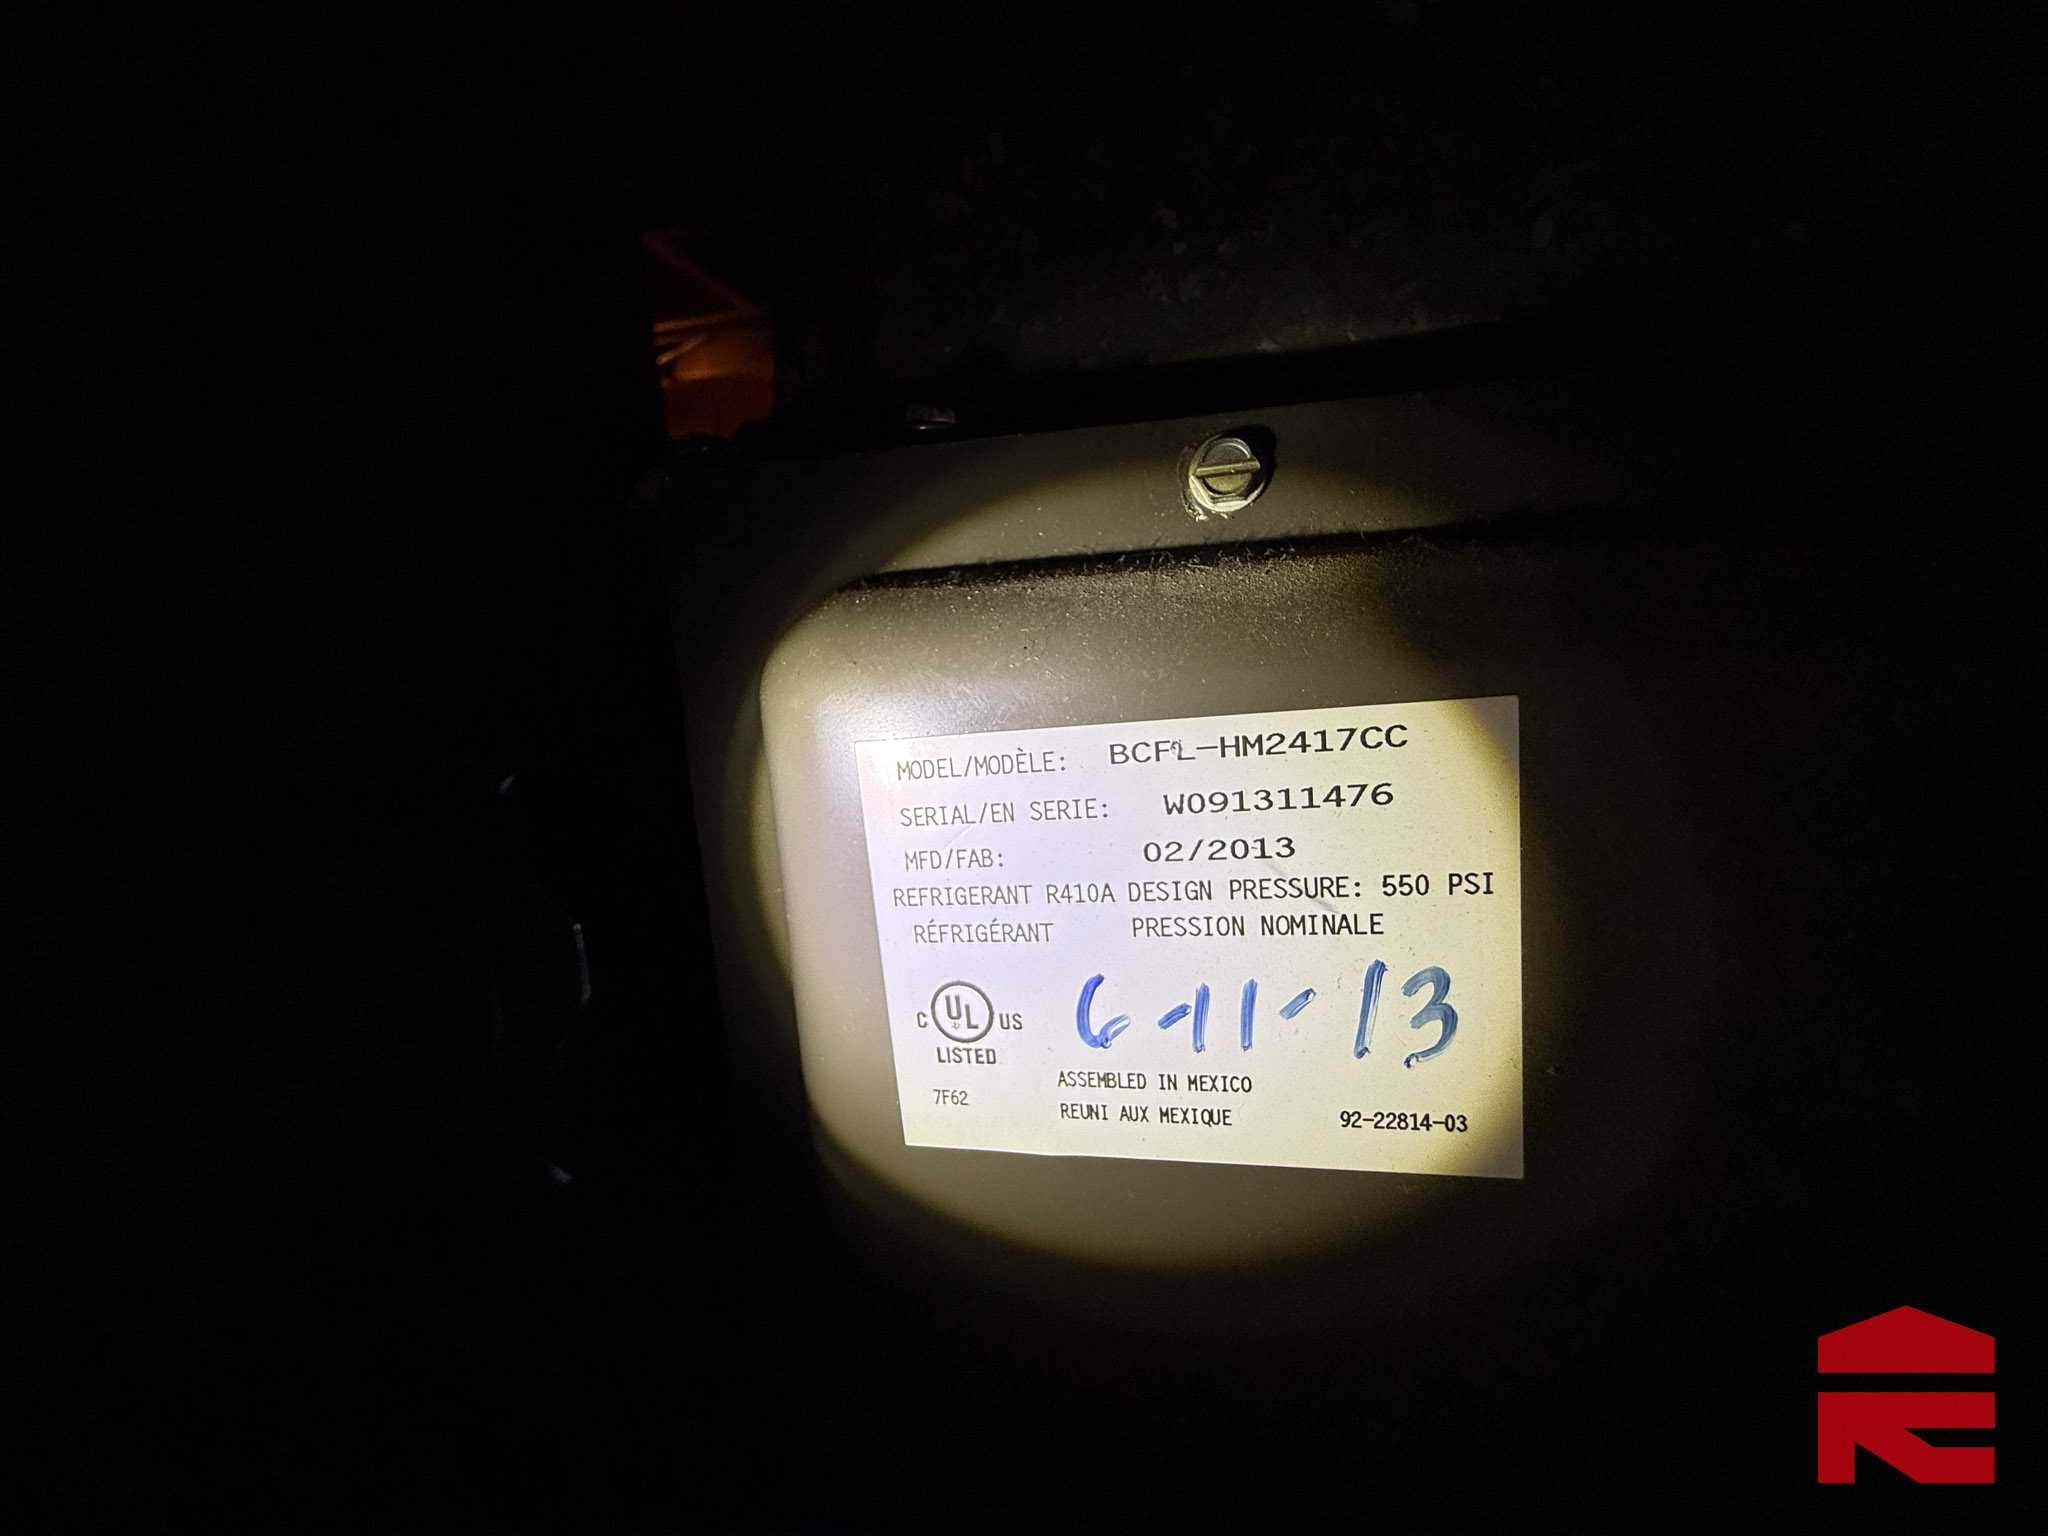 MODEL/MODÈLE: BCFL-HM2417CC
SERIAL/EN SERIE: W091311476
MFD/FAB: 02/2013
REFRIGERANT R410A DESIGN PRESSURE: 550 PSI
RÉFRIGÉRANT PRESSION NOMINALE
6-11-13
C UL® US
LISTED
7F62
ASSEMBLED IN MEXICO
REUNI AUX MEXIQUE
92-22814-03